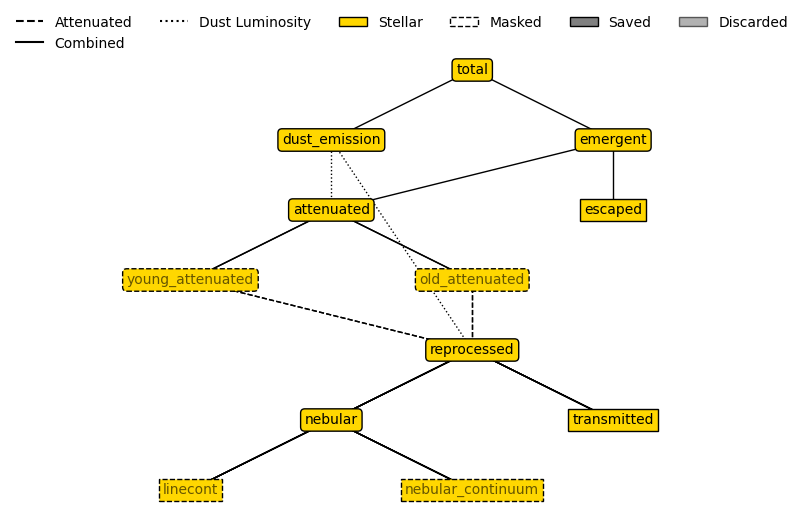 Attenuated
Dust Luminosity
Stellar
Masked
Saved
Discarded
Combined
total
dust_emission
emergent
attenuated
escaped
young_attenuated
old_attenuated
reprocessed
nebular
transmitted
linecont
nebular_continuum